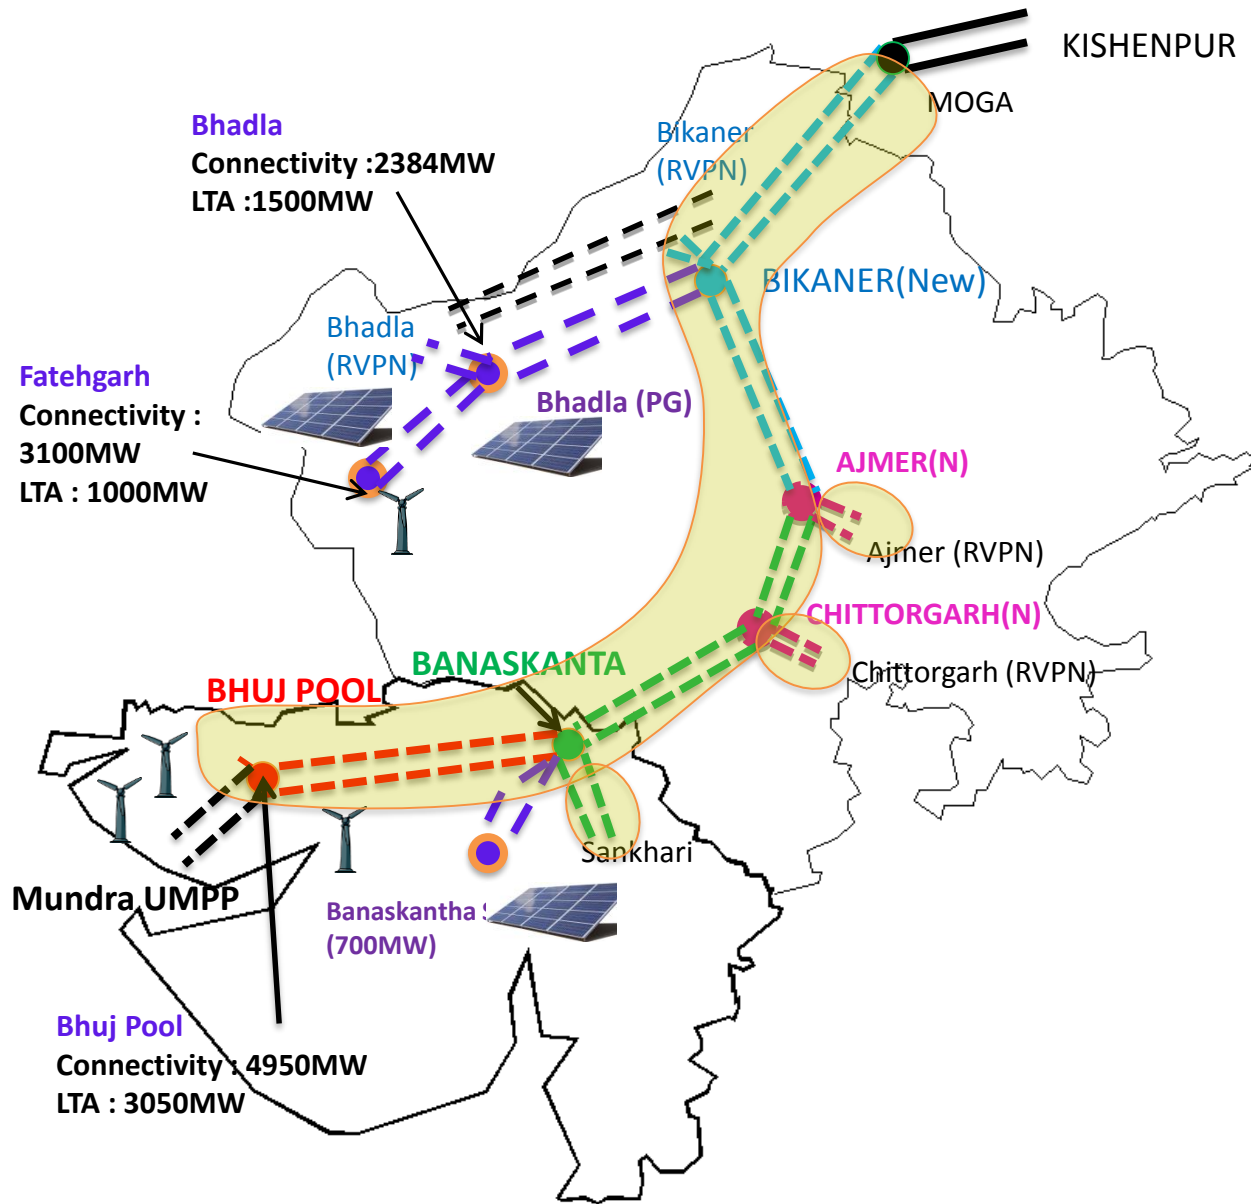 KISHENPUR
MOGA
Bhadla
Connectivity :2384MW
LTA :1500MW
Bikaner
(RVPN)
BIKANER(New)
Bhadla
(RVPN)
Fatehgarh
Connectivity :
3100MW
LTA : 1000MW
Bhadla (PG)
AJMER(N)
Ajmer (RVPN)
CHITTORGARH(N)
Chittorgarh (RVPN)
BANASKANTA
BHUJ POOL
Sankhari
Mundra UMPP
Banaskantha
(700MW)
Bhuj Pool
Connectivity : 4950MW
LTA : 3050MW